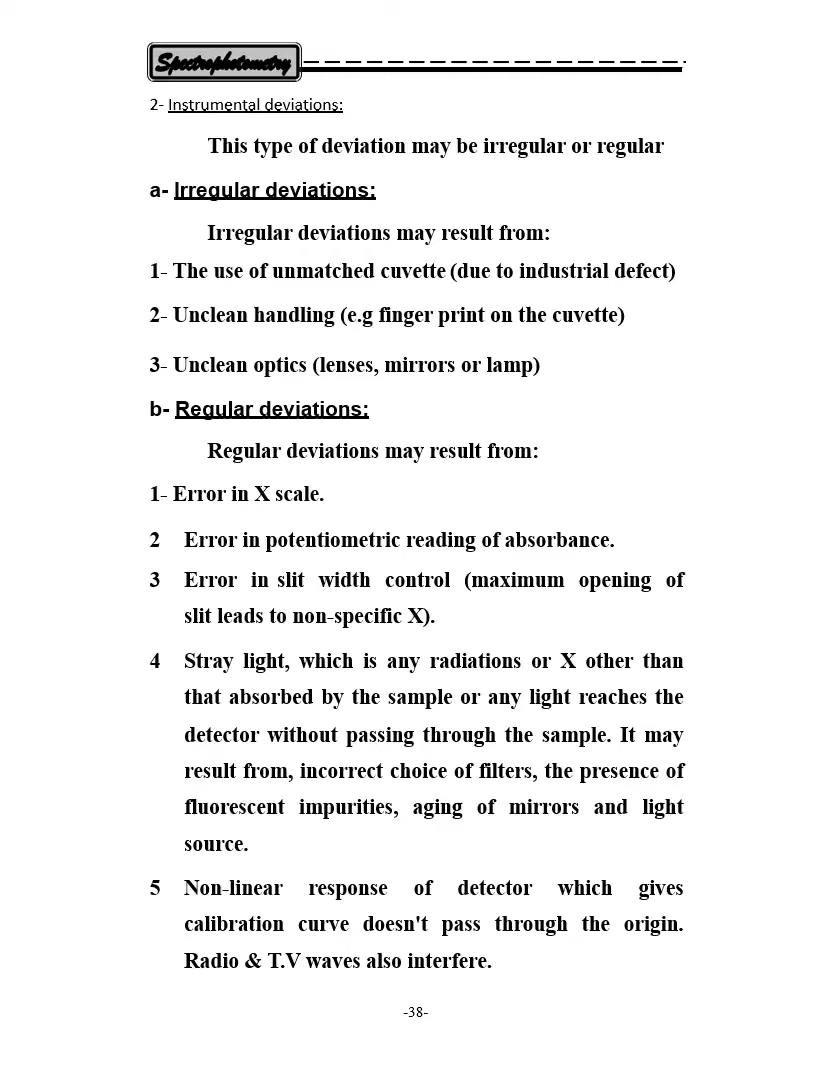 Spectrophotometry
2- Instrumental deviations:
This type of deviation may be irregular or regular
a- Irregular deviations:
Irregular deviations may result from:
1- The use of unmatched cuvette (due to industrial defect)
2- Unclean handling (e.g finger print on the cuvette)
3- Unclean optics (lenses, mirrors or lamp)
b- Regular deviations:
Regular deviations may result from:
1- Error in X scale.
2 Error in potentiometric reading of absorbance.
3 Error in slit width control (maximum opening of
slit leads to non-specific X).
4 Stray light, which is any radiations or X other than
that absorbed by the sample or any light reaches the
detector without passing through the sample. It may
result from, incorrect choice of filters, the presence of
fluorescent impurities, aging of mirrors and light
source.
5 Non-linear response of detector which gives
calibration curve doesn't pass through the origin.
Radio & T.V waves also interfere.
-38-